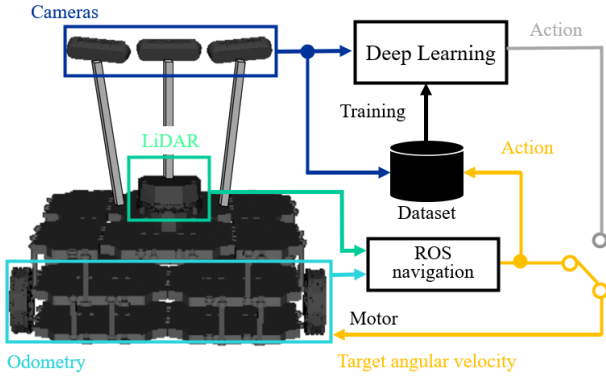 Cameras
Deep Learning
Action
Training
LiDAR
Action
Dataset
ROS
navigation
Motor
Odometry
Target angular velocity